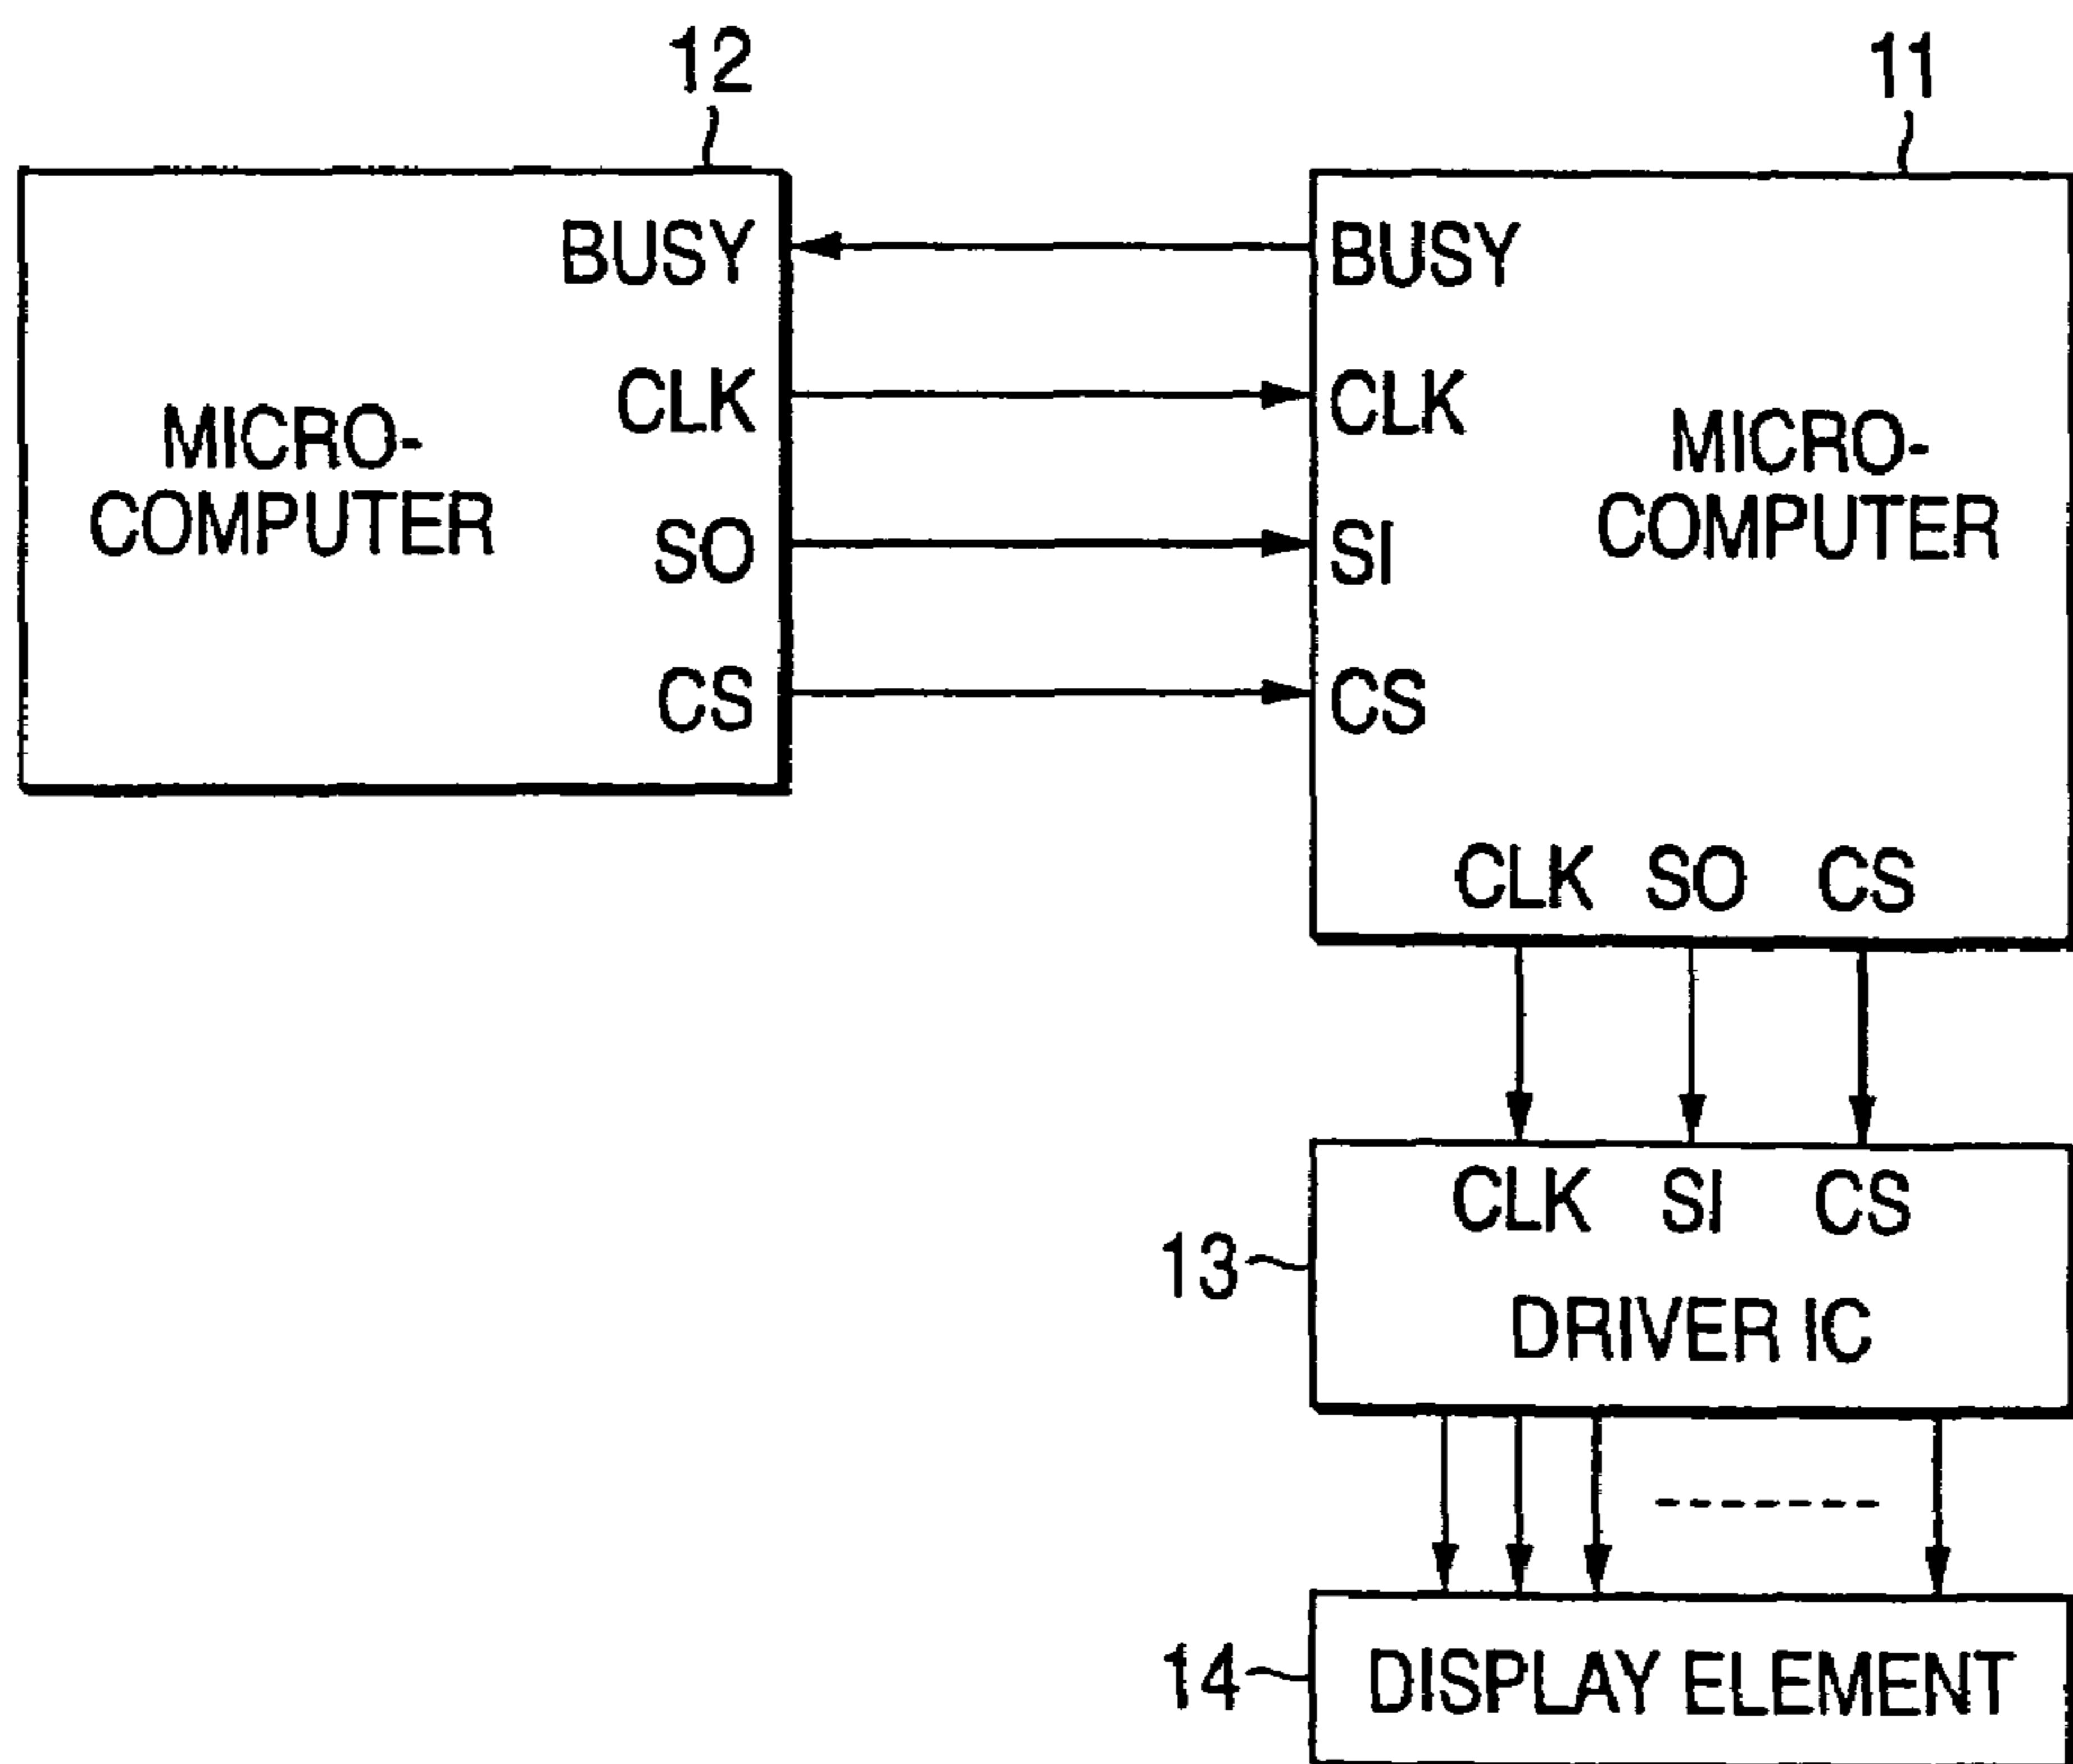 12
11
BUSY
BUSY
CLK
CLK
MICRO-
COMPUTER
MICRO-
COMPUTER
SO
SI
CS
CS
CLK SO CS
CLK SI CS
13
DRIVER IC
14
DISPLAY ELEMENT